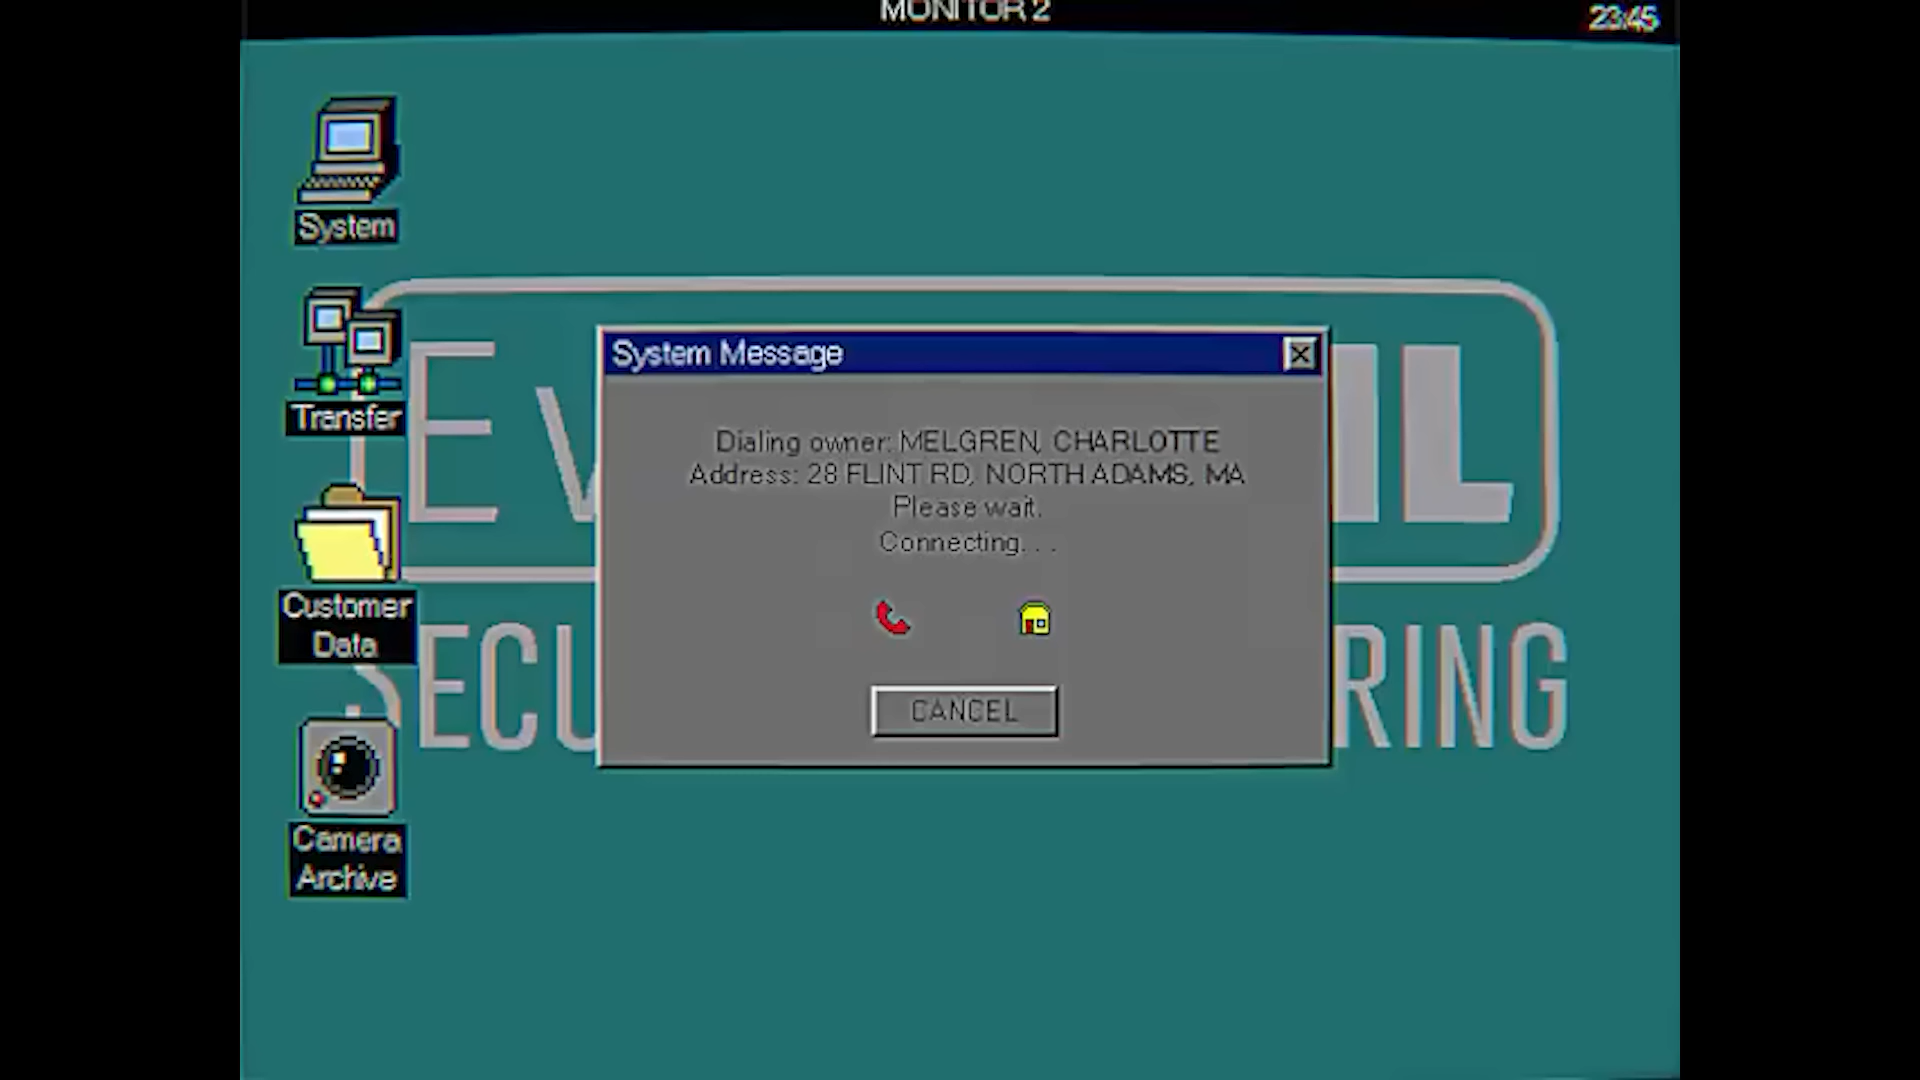 MONITOR 2
23:45
System
Transfer
Customer
Data
Camera
Archive
System Message
Dialing owner: MELGREN, CHARLOTTE
Address: 28 FLINT RD, NORTH ADAMS, MA
Please wait.
Connecting. . .
CANCEL